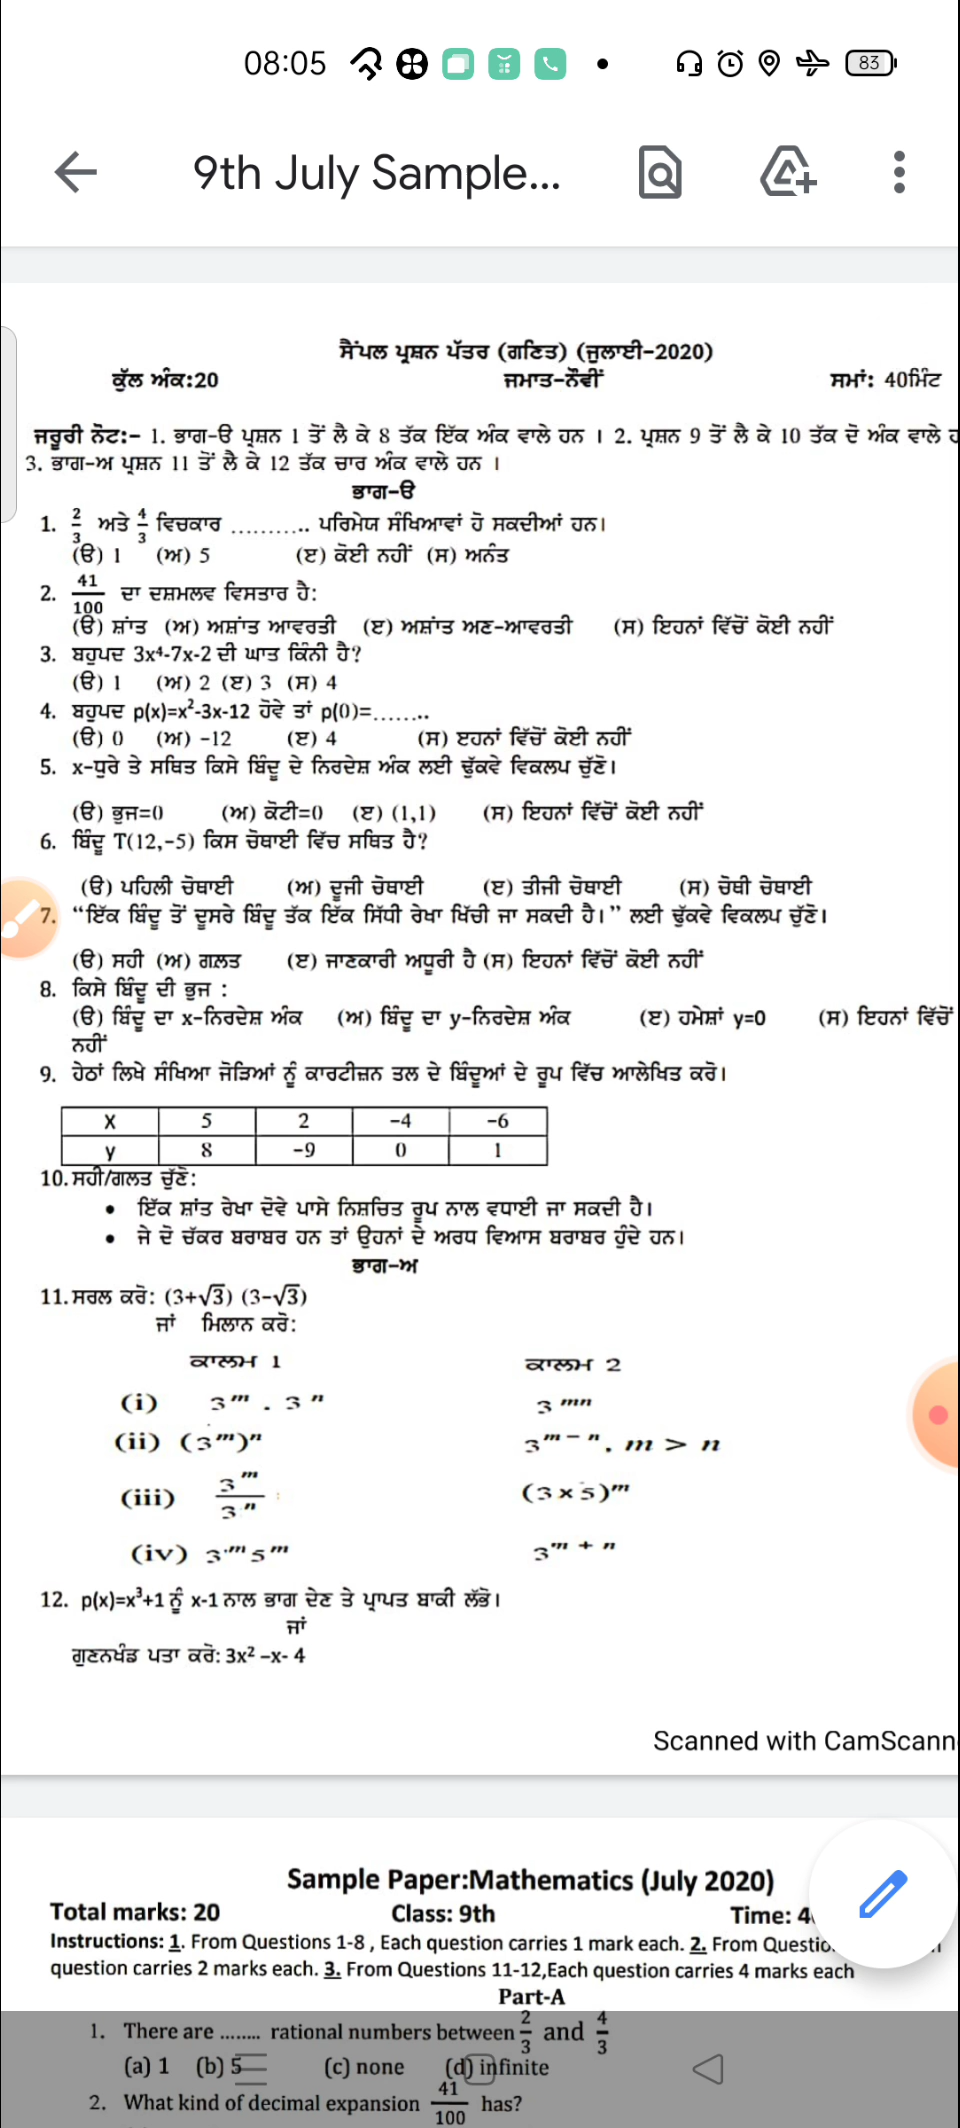 08:05
83
9th July Sample...
ਸੈਂਪਲ ਪ੍ਰਸ਼ਨ ਪੱਤਰ (ਗਣਿਤ) (ਜੁਲਾਈ-2020)
ਕੁੱਲ ਅੰਕ:20 ਜਮਾਤ-ਨੌਵੀਂ ਸਮਾਂ: 40ਮਿੰਟ
ਜਰੂਰੀ ਨੋਟ:- 1. ਭਾਗ-ੳ ਪ੍ਰਸ਼ਨ 1 ਤੋਂ ਲੈ ਕੇ 8 ਤੱਕ ਇੱਕ ਅੰਕ ਵਾਲੇ ਹਨ । 2. ਪ੍ਰਸ਼ਨ 9 ਤੋਂ ਲੈ ਕੇ 10 ਤੱਕ ਦੋ ਅੰਕ ਵਾਲੇ
3. ਭਾਗ-ਅ ਪ੍ਰਸ਼ਨ 11 ਤੋਂ ਲੈ ਕੇ 12 ਤੱਕ ਚਾਰ ਅੰਕ ਵਾਲੇ ਹਨ ।
ਭਾਗ-ੳ
1. 2/3 ਅਤੇ 4/3 ਵਿਚਕਾਰ ........... ਪਰਿਮੇਯ ਸੰਖਿਆਵਾਂ ਹੋ ਸਕਦੀਆਂ ਹਨ।
(ੳ) 1 (ਅ) 5 (ੲ) ਕੋਈ ਨਹੀਂ (ਸ) ਅਨੰਤ
2. 41/100 ਦਾ ਦਸ਼ਮਲਵ ਵਿਸਤਾਰ ਹੈ:
(ੳ) ਸ਼ਾਂਤ (ਅ) ਅਸ਼ਾਂਤ ਆਵਰਤੀ (ੲ) ਅਸ਼ਾਂਤ ਅਣ-ਆਵਰਤੀ (ਸ) ਇਹਨਾਂ ਵਿੱਚੋਂ ਕੋਈ ਨਹੀਂ
3. ਬਹੁਪਦ 3x⁴-7x-2 ਦੀ ਘਾਤ ਕਿੰਨੀ ਹੈ?
(ੳ) 1 (ਅ) 2 (ੲ) 3 (ਸ) 4
4. ਬਹੁਪਦ p(x)=x²-3x-12 ਹੋਵੇ ਤਾਂ p(0)=........
(ੳ) 0 (ਅ) -12 (ੲ) 4 (ਸ) ੲਹਨਾਂ ਵਿੱਚੋਂ ਕੋਈ ਨਹੀਂ
5. x-ਧੁਰੇ ਤੇ ਸਥਿਤ ਕਿਸੇ ਬਿੰਦੂ ਦੇ ਨਿਰਦੇਸ਼ ਅੰਕ ਲਈ ਢੁੱਕਵੇ ਵਿਕਲਪ ਚੁੱਣੋ।
(ੳ) ਭੁਜ=0 (ਅ) ਕੋਟੀ=0 (ੲ) (1,1) (ਸ) ਇਹਨਾਂ ਵਿੱਚੋਂ ਕੋਈ ਨਹੀਂ
6. ਬਿੰਦੂ T(12,-5) ਕਿਸ ਚੋਥਾਈ ਵਿੱਚ ਸਥਿਤ ਹੈ?
(ੳ) ਪਹਿਲੀ ਚੋਥਾਈ (ਅ) ਦੂਜੀ ਚੋਥਾਈ (ੲ) ਤੀਜੀ ਚੋਥਾਈ (ਸ) ਚੋਥੀ ਚੋਥਾਈ
7. “ਇੱਕ ਬਿੰਦੂ ਤੋਂ ਦੂਸਰੇ ਬਿੰਦੂ ਤੱਕ ਇੱਕ ਸਿੱਧੀ ਰੇਖਾ ਖਿੱਚੀ ਜਾ ਸਕਦੀ ਹੈ।” ਲਈ ਢੁੱਕਵੇ ਵਿਕਲਪ ਚੁੱਣੋ।
(ੳ) ਸਹੀ (ਅ) ਗਲਤ (ੲ) ਜਾਣਕਾਰੀ ਅਧੂਰੀ ਹੈ (ਸ) ਇਹਨਾਂ ਵਿੱਚੋਂ ਕੋਈ ਨਹੀਂ
8. ਕਿਸੇ ਬਿੰਦੂ ਦੀ ਭੁਜ :
(ੳ) ਬਿੰਦੂ ਦਾ x-ਨਿਰਦੇਸ਼ ਅੰਕ (ਅ) ਬਿੰਦੂ ਦਾ y-ਨਿਰਦੇਸ਼ ਅੰਕ (ੲ) ਹਮੇਸ਼ਾਂ y=0 (ਸ) ਇਹਨਾਂ ਵਿੱਚੋਂ
ਨਹੀਂ
9. ਹੇਠਾਂ ਲਿਖੇ ਸੰਖਿਆ ਜੋੜਿਆਂ ਨੂੰ ਕਾਰਟੀਜ਼ਨ ਤਲ ਦੇ ਬਿੰਦੂਆਂ ਦੇ ਰੂਪ ਵਿੱਚ ਆਲੇਖਿਤ ਕਰੋ।
X 5 2 -4 -6
y 8 -9 0 1
10. ਸਹੀ/ਗਲਤ ਚੁੱਣੋ:
• ਇੱਕ ਸ਼ਾਂਤ ਰੇਖਾ ਦੋਵੇ ਪਾਸੇ ਨਿਸ਼ਚਿਤ ਰੂਪ ਨਾਲ ਵਧਾਈ ਜਾ ਸਕਦੀ ਹੈ।
• ਜੇ ਦੋ ਚੱਕਰ ਬਰਾਬਰ ਹਨ ਤਾਂ ਉਹਨਾਂ ਦੇ ਅਰਧ ਵਿਆਸ ਬਰਾਬਰ ਹੁੰਦੇ ਹਨ।
ਭਾਗ-ਅ
11. ਸਰਲ ਕਰੋ: (3+√3) (3-√3)
ਜਾਂ ਮਿਲਾਨ ਕਰੋ:
ਕਾਲਮ 1 ਕਾਲਮ 2
(i) 3ᵐ . 3ⁿ 3ᵐⁿ
(ii) (3ᵐ)ⁿ 3ᵐ⁻ⁿ, m > n
(iii) 3ᵐ/3ⁿ (3 × 5)ᵐ
(iv) 3ᵐ5ᵐ 3ᵐ⁺ⁿ
12. p(x)=x³+1 ਨੂੰ x-1 ਨਾਲ ਭਾਗ ਦੇਣ ਤੇ ਪ੍ਰਾਪਤ ਬਾਕੀ ਲੱਭੋ।
ਜਾਂ
ਗੁਣਨਖੰਡ ਪਤਾ ਕਰੋ: 3x² –x- 4
Scanned with CamScann
Sample Paper:Mathematics (July 2020)
Total marks: 20 Class: 9th Time: 4
Instructions: 1. From Questions 1-8 , Each question carries 1 mark each. 2. From Questio
question carries 2 marks each. 3. From Questions 11-12,Each question carries 4 marks each
Part-A
1. There are ........ rational numbers between 2/3 and 4/3
(a) 1 (b) 5 (c) none (d) infinite
2. What kind of decimal expansion 41/100 has?